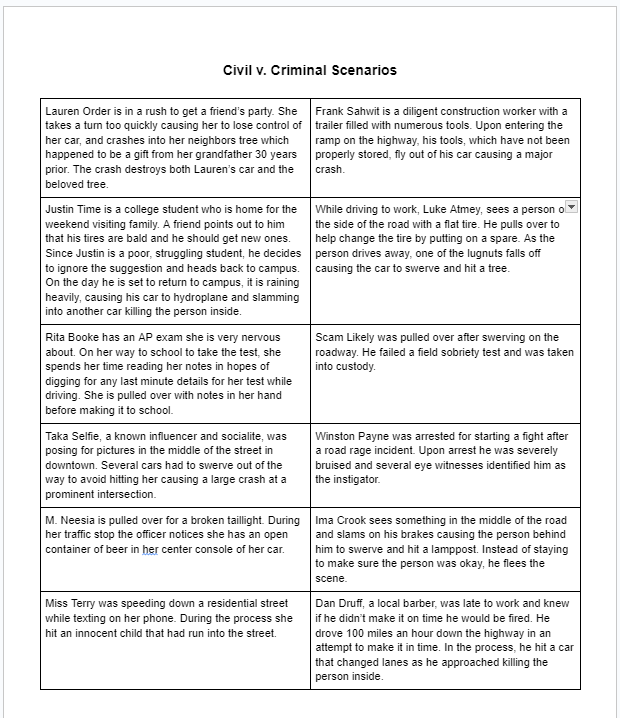 Civil v. Criminal Scenarios
Lauren Order is in a rush to get a friend's party. She
takes a turn too quickly causing her to lose control of
her car, and crashes into her neighbors tree which
happened to be a gift from her grandfather 30 years
prior. The crash destroys both Lauren's car and the
beloved tree.
Frank Sahwit is a diligent construction worker with a
trailer filled with numerous tools. Upon entering the
ramp on the highway, his tools, which have not been
properly stored, fly out of his car causing a major
crash.
Justin Time is a college student who is home for the
weekend visiting family. A friend points out to him
that his tires are bald and he should get new ones.
Since Justin is a poor, struggling student, he decides
to ignore the suggestion and heads back to campus.
On the day he is set to return to campus, it is raining
heavily, causing his car to hydroplane and slamming
into another car killing the person inside.
While driving to work, Luke Atmey, sees a person o
the side of the road with a flat tire. He pulls over to
help change the tire by putting on a spare. As the
person drives away, one of the lugnuts falls off
causing the car to swerve and hit a tree.
Rita Booke has an AP exam she is very nervous
about. On her way to school to take the test, she
spends her time reading her notes in hopes of
digging for any last minute details for her test while
driving. She is pulled over with notes in her hand
before making it to school.
Scam Likely was pulled over after swerving on the
roadway. He failed a field sobriety test and was taken
into custody.
Taka Selfie, a known influencer and socialite, was
posing for pictures in the middle of the street in
downtown. Several cars had to swerve out of the
way to avoid hitting her causing a large crash at a
prominent intersection.
Winston Payne was arrested for starting a fight after
a road rage incident. Upon arrest he was severely
bruised and several eye witnesses identified him as
the instigator.
M. Neesia is pulled over for a broken taillight. During
her traffic stop the officer notices she has an open
container of beer in her center console of her car.
Ima Crook sees something in the middle of the road
and slams on his brakes causing the person behind
him to swerve and hit a lamppost. Instead of staying
to make sure the person was okay, he flees the
scene.
Miss Terry was speeding down a residential street
while texting on her phone. During the process she
hit an innocent child that had run into the street.
Dan Druff, a local barber, was late to work and knew
if he didn't make it on time he would be fired. He
drove 100 miles an hour down the highway in an
attempt to make it in time. In the process, he hit a car
that changed lanes as he approached killing the
person inside.